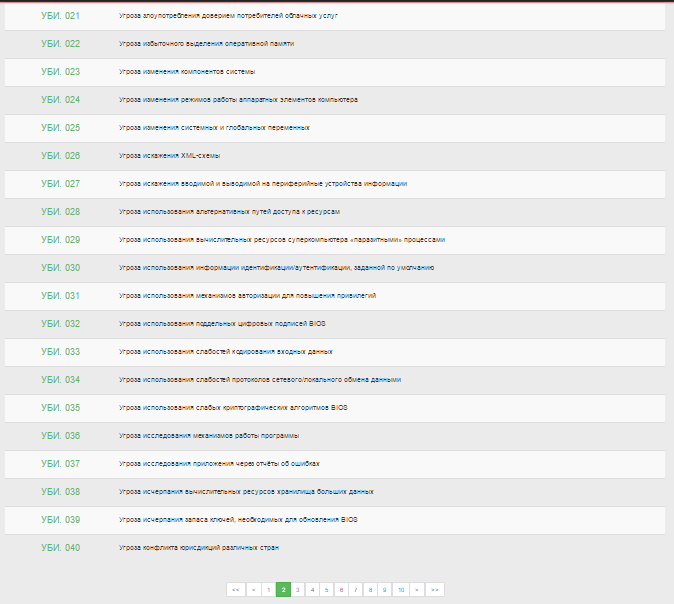 УБИ. 021 Угроза злоупотребления доверием потребителей облачных услуг
УБИ. 022 Угроза избыточного выделения оперативной памяти
УБИ. 023 Угроза изменения компонентов системы
УБИ. 024 Угроза изменения режимов работы аппаратных элементов компьютера
УБИ. 025 Угроза изменения системных и глобальных переменных
УБИ. 026 Угроза искажения XML-схемы
УБИ. 027 Угроза искажения вводимой и выводимой на периферийные устройства информации
УБИ. 028 Угроза использования альтернативных путей доступа к ресурсам
УБИ. 029 Угроза использования вычислительных ресурсов суперкомпьютера «паразитными» процессами
УБИ. 030 Угроза использования информации идентификации/аутентификации, заданной по умолчанию
УБИ. 031 Угроза использования механизмов авторизации для повышения привилегий
УБИ. 032 Угроза использования поддельных цифровых подписей BIOS
УБИ. 033 Угроза использования слабостей кодирования входных данных
УБИ. 034 Угроза использования слабостей протоколов сетевого/локального обмена данными
УБИ. 035 Угроза использования слабых криптографических алгоритмов BIOS
УБИ. 036 Угроза исследования механизмов работы программы
УБИ. 037 Угроза исследования приложения через отчёты об ошибках
УБИ. 038 Угроза исчерпания вычислительных ресурсов хранилища больших данных
УБИ. 039 Угроза исчерпания запаса ключей, необходимых для обновления BIOS
УБИ. 040 Угроза конфликта юрисдикций различных стран
<< < 1 2 3 4 5 6 7 8 9 10 > >>